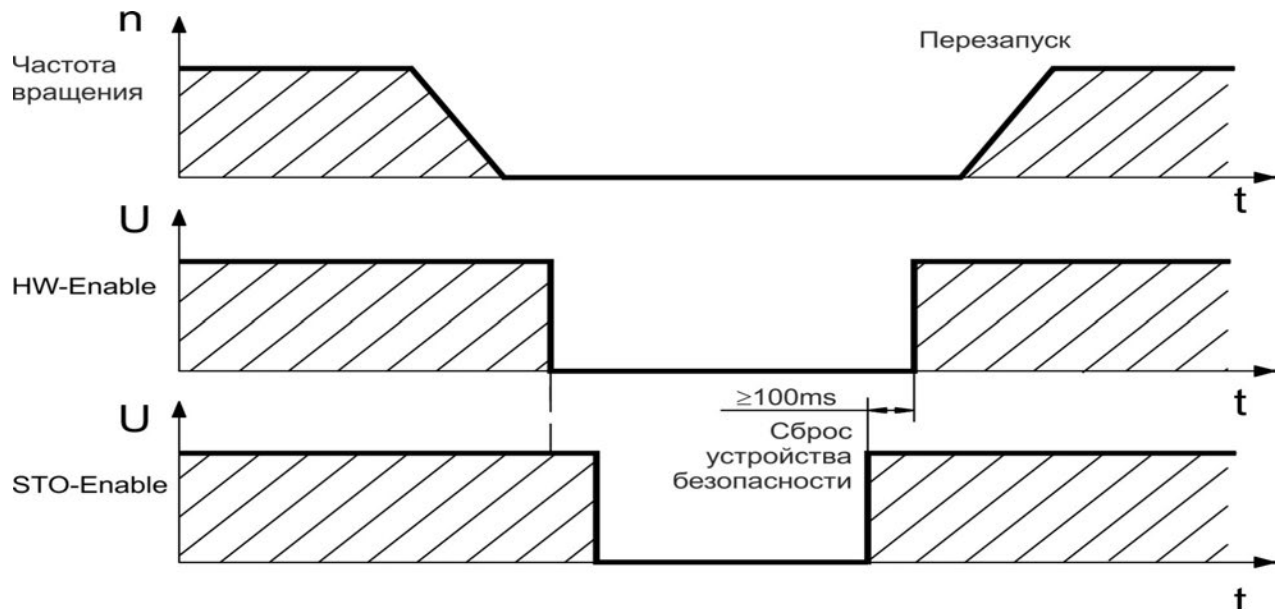 n
Частота
вращения
Перезапуск
t
U
HW-Enable
t
≥100ms
Сброс
устройства
безопасности
U
STO-Enable
t